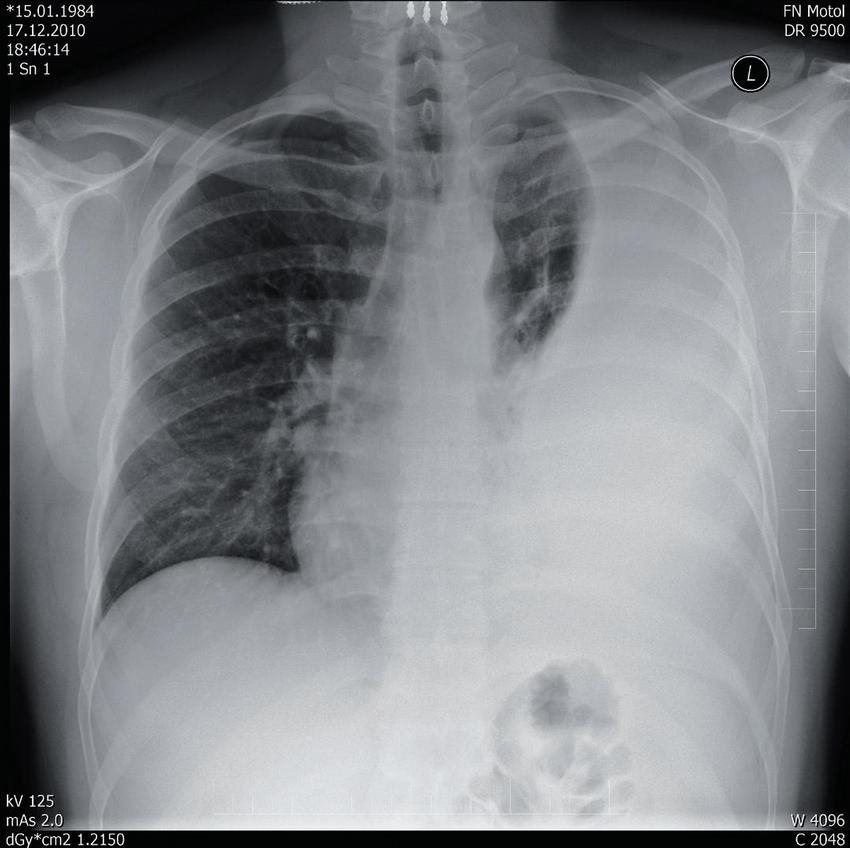 *15.01.1984
17.12.2010
18:46:14
1 Sn 1
FN Motol
DR 9500
L
kV 125
mAs 2.0
dGy*cm2 1.2150
W 4096
C 2048